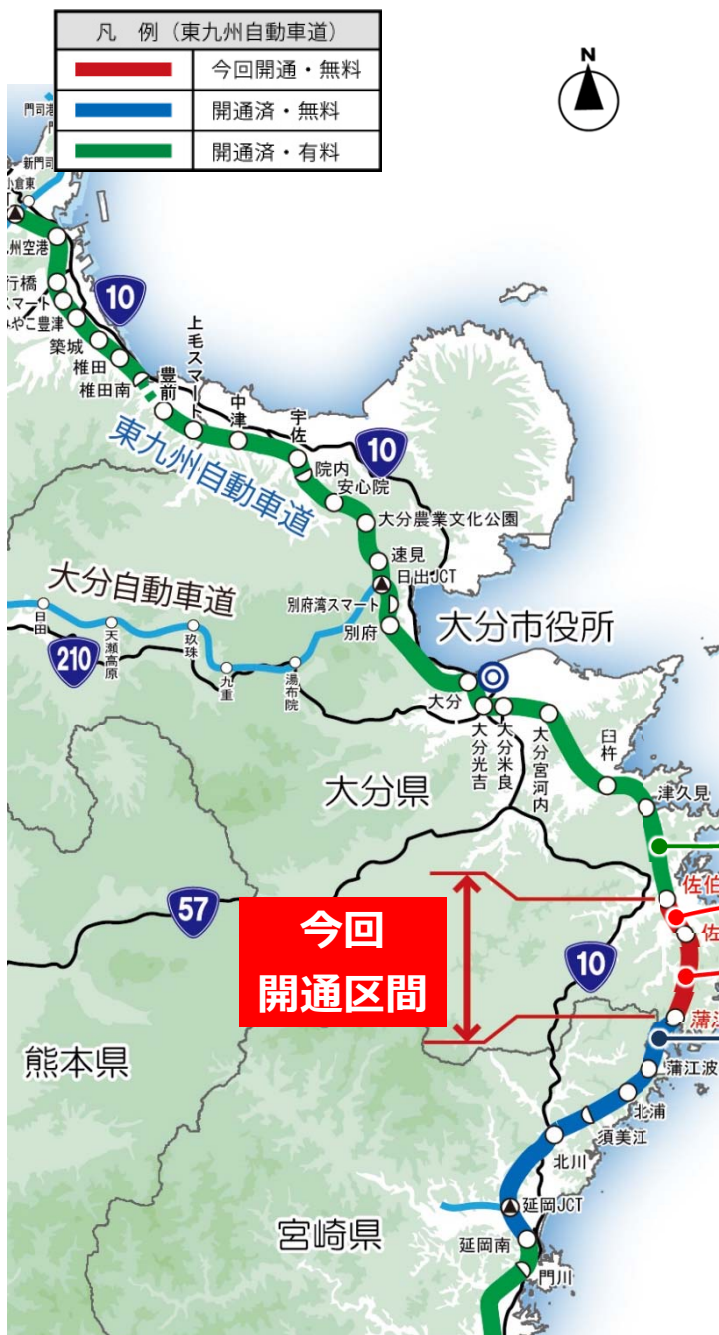 凡 例（東九州自動車道）
今回開通・無料
開通済・無料
開通済・有料
N
門司港
新門司
小倉東
州空港
行橋
スマート
みやこ豊津
築城
椎田
椎田南
10
上毛スマート
豊前
中津
宇佐
10
院内
安心院
東九州自動車道
大分農業文化公園
速見
日出JCT
大分自動車道
別府湾スマート
別府
大分市役所
日田
天瀬高原
玖珠
九重
湯布院
210
大分
大分光吉
大分米良
大分宮河内
臼杵
津久見
大分県
佐伯
57
今回
開通区間
佐
10
蒲江
熊本県
蒲江波
北浦
須美江
北川
延岡JCT
宮崎県
延岡南
門川